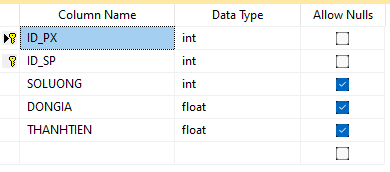 Column Name Data Type Allow Nulls
ID_PX int
ID_SP int
SOLUONG int
DONGIA float
THANHTIEN float